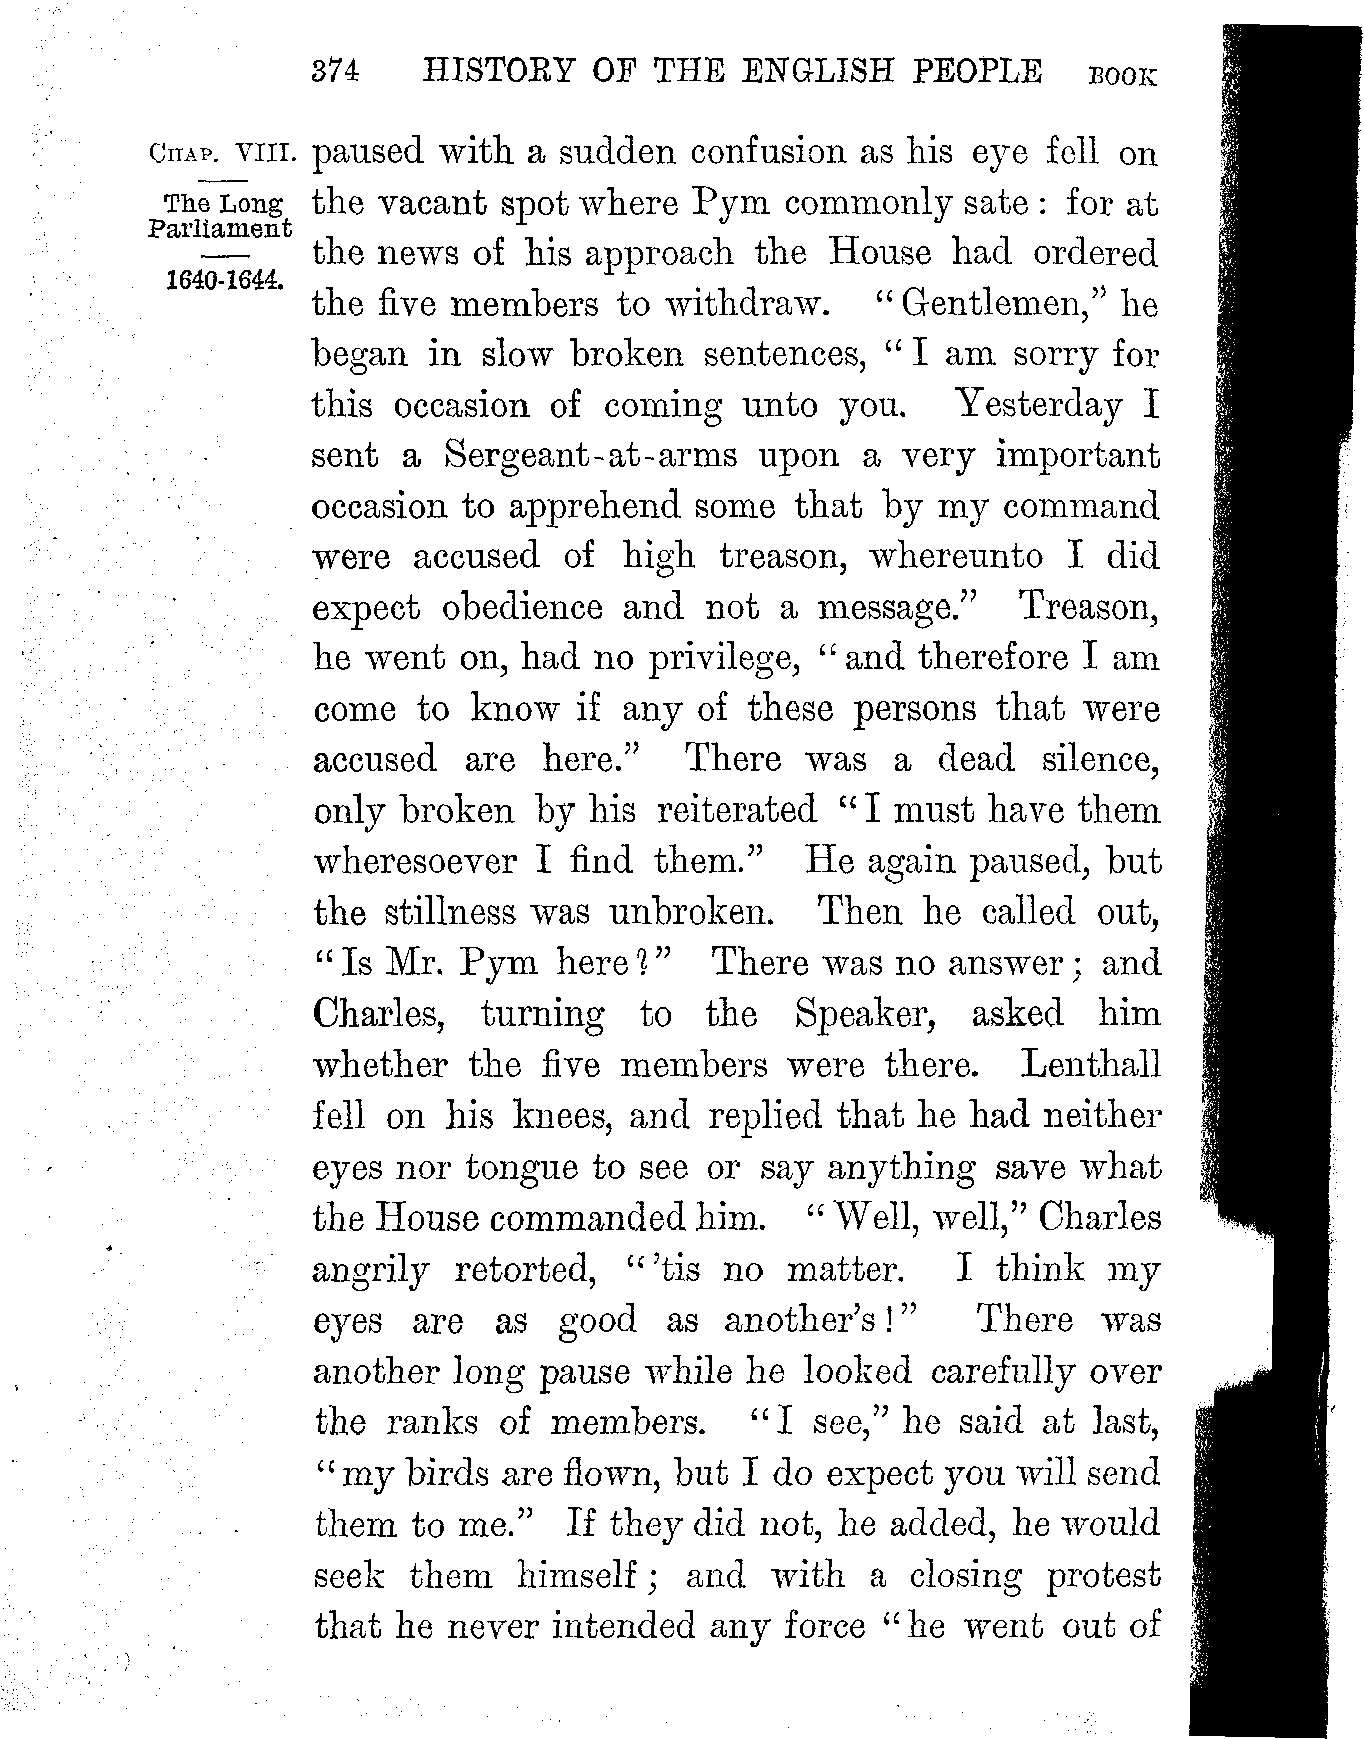 374 HISTORY OF THE ENGLISH PEOPLE BOOK
CHAP. VIII.
The Long
Parliament
1640-1644.
paused with a sudden confusion as his eye fell on
the vacant spot where Pym commonly sate : for at
the news of his approach the House had ordered
the five members to withdraw. “ Gentlemen,” he
began in slow broken sentences, “ I am sorry for
this occasion of coming unto you. Yesterday I
sent a Sergeant-at-arms upon a very important
occasion to apprehend some that by my command
were accused of high treason, whereunto I did
expect obedience and not a message.” Treason,
he went on, had no privilege, “ and therefore I am
come to know if any of these persons that were
accused are here.” There was a dead silence,
only broken by his reiterated “ I must have them
wheresoever I find them.” He again paused, but
the stillness was unbroken. Then he called out,
“ Is Mr. Pym here ? ” There was no answer ; and
Charles, turning to the Speaker, asked him
whether the five members were there. Lenthall
fell on his knees, and replied that he had neither
eyes nor tongue to see or say anything save what
the House commanded him. “ Well, well,” Charles
angrily retorted, “ ’tis no matter. I think my
eyes are as good as another’s ! ” There was
another long pause while he looked carefully over
the ranks of members. “ I see,” he said at last,
“ my birds are flown, but I do expect you will send
them to me.” If they did not, he added, he would
seek them himself ; and with a closing protest
that he never intended any force “ he went out of